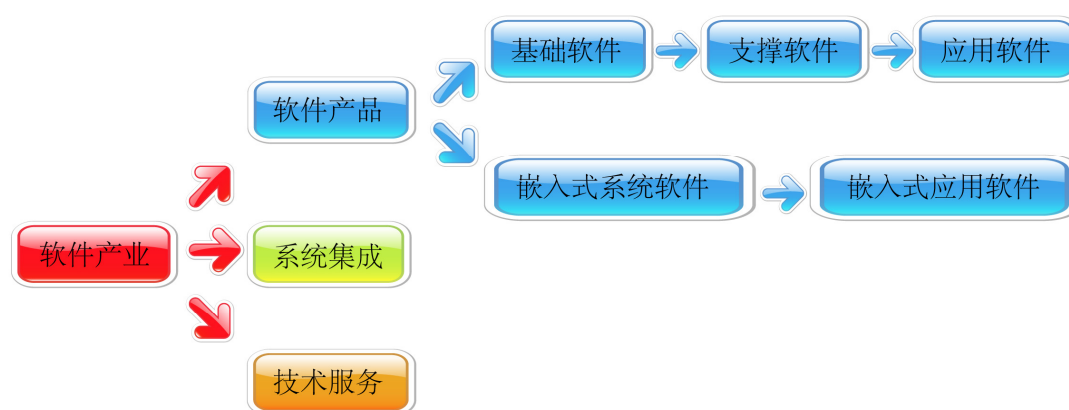 基础软件
支撑软件
应用软件
软件产品
嵌入式系统软件
嵌入式应用软件
软件产业
系统集成
技术服务